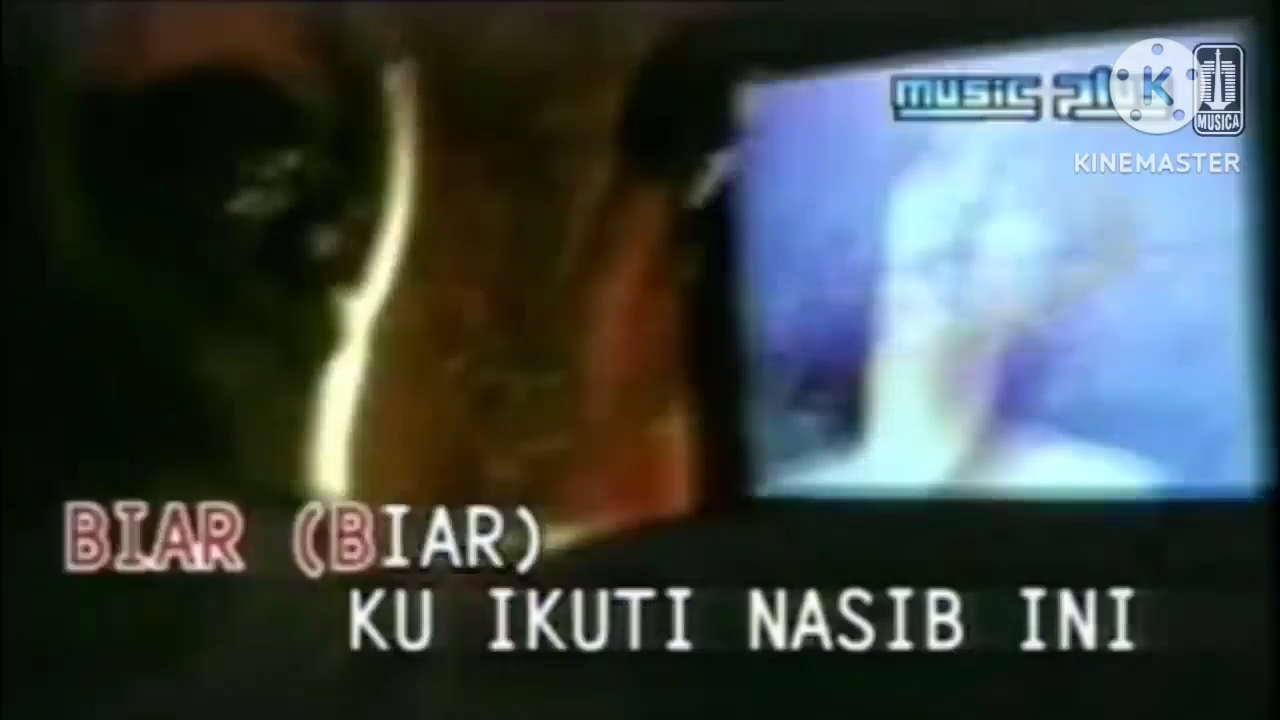 music
K
MUSICA
KINEMASTER
BIAR (BIAR)
KU IKUTI NASIB INI